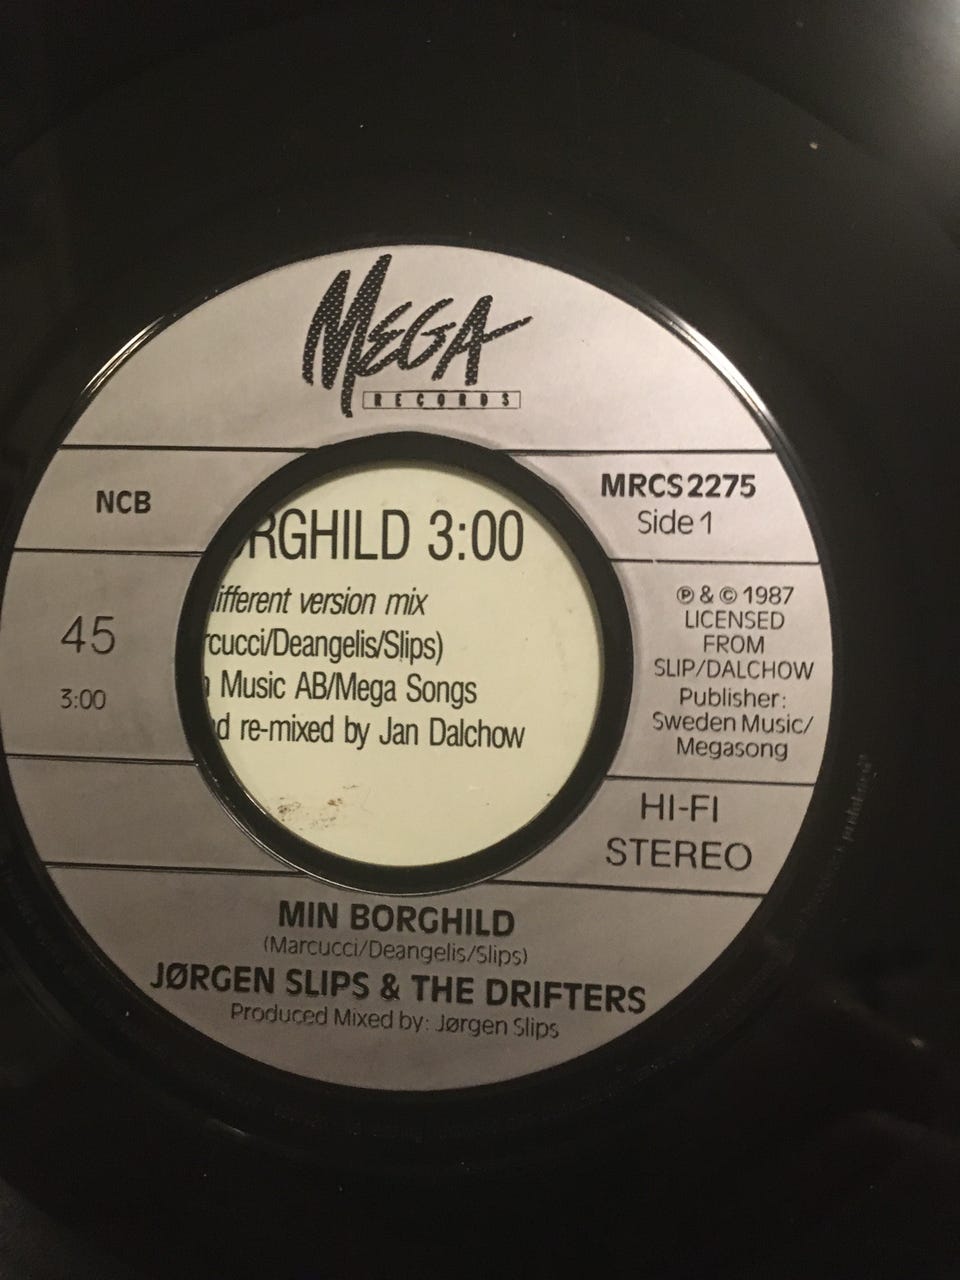 MEGA
RECORDS
NCB
45
3:00
MRCS2275
Side 1
℗ & © 1987
LICENSED
FROM
SLIP/DALCHOW
Publisher:
Sweden Music/
Megasong
HI-FI
STEREO
RGHILD 3:00
ifferent version mix
cucci/Deangelis/Slips)
Music AB/Mega Songs
d re-mixed by Jan Dalchow
MIN BORGHILD
(Marcucci/Deangelis/Slips)
JØRGEN SLIPS & THE DRIFTERS
Produced Mixed by: Jørgen Slips